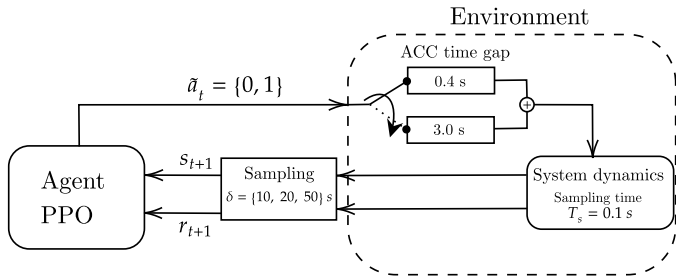 Environment
ACC time gap
ã_t = {0, 1}
0.4 s
3.0 s
Agent
PPO
s_{t+1}
r_{t+1}
Sampling
δ = {10, 20, 50} s
System dynamics
Sampling time
T_s = 0.1 s